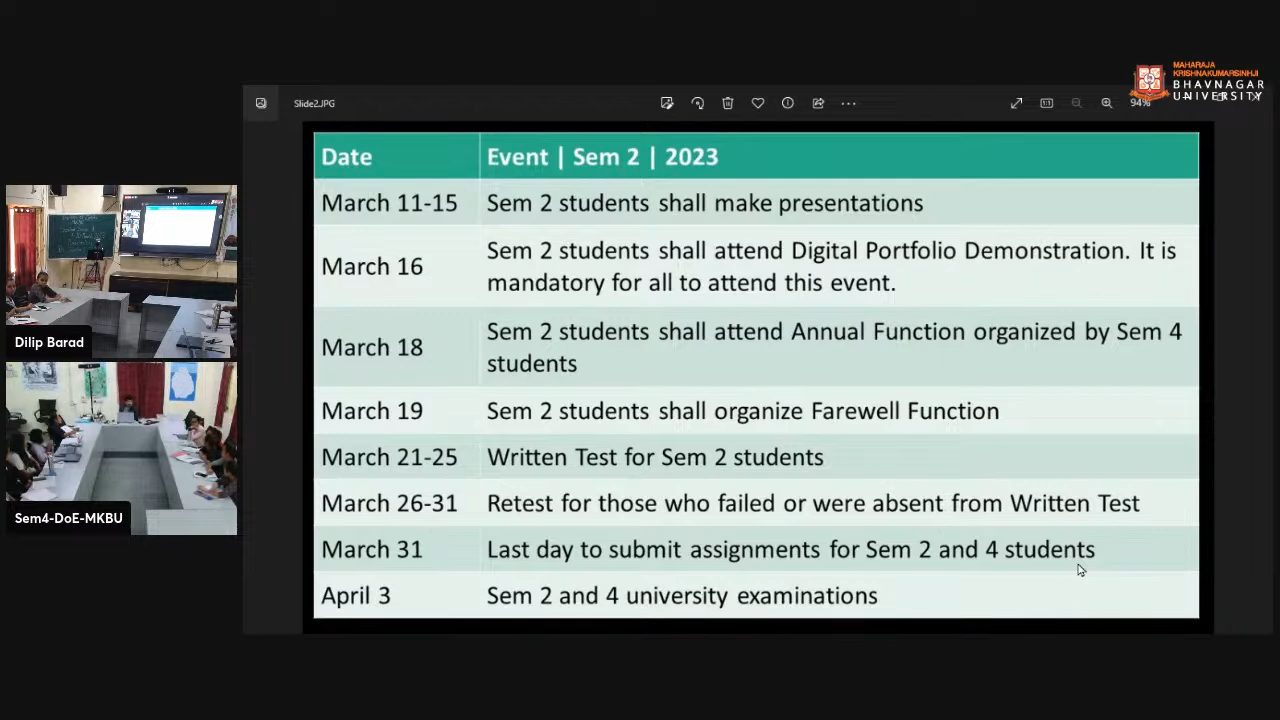 MAHARAJA
KRISHNAKUMARSINHJI
BHAVNAGAR
UNIVERSITY
Slide2.JPG
94%
Date
Event | Sem 2 | 2023
March 11-15
Sem 2 students shall make presentations
March 16
Sem 2 students shall attend Digital Portfolio Demonstration. It is
mandatory for all to attend this event.
March 18
Sem 2 students shall attend Annual Function organized by Sem 4
students
March 19
Sem 2 students shall organize Farewell Function
March 21-25
Written Test for Sem 2 students
March 26-31
Retest for those who failed or were absent from Written Test
March 31
Last day to submit assignments for Sem 2 and 4 students
April 3
Sem 2 and 4 university examinations
Dilip Barad
Sem4-DoE-MKBU